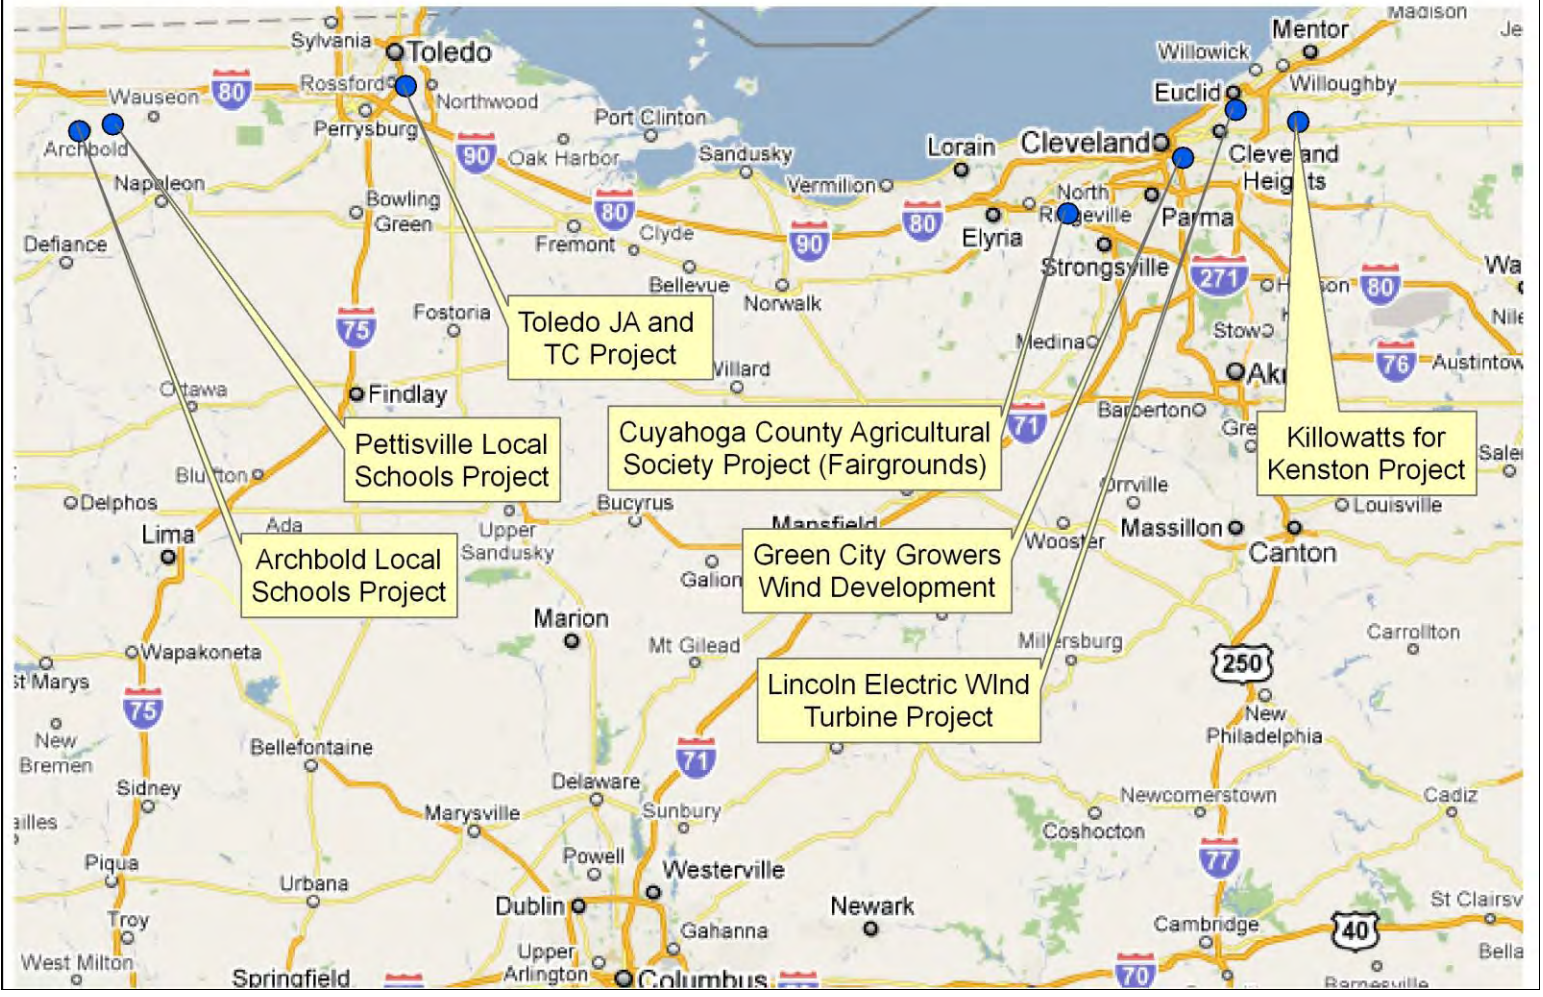 Madison
Mentor
Sylvania
Toledo
Willowick
Rossford
Willoughby
Wauseon
80
Northwood
Euclid
Perrysburg
Port Clinton
Archbold
90
Oak Harbor
Sandusky
Lorain
Cleveland
Cleveland
Heights
Napoleon
Vermilion
North
Ridgeville
Bowling
Green
80
80
Parma
Defiance
Fremont
Clyde
90
Elyria
Strongsville
271
Bellevue
Norwalk
80
Fostoria
75
Toledo JA and
TC Project
Medina
Stow
76
Austintow
Willard
Ottawa
Findlay
Barberton
71
Pettisville Local
Schools Project
Cuyahoga County Agricultural
Society Project (Fairgrounds)
Killowatts for
Kenston Project
Bluffton
Delphos
Bucyrus
Orrville
Louisville
Lima
Ada
Upper
Sandusky
Mansfield
Wooster
Massillon
Canton
Archbold Local
Schools Project
Galion
Green City Growers
Wind Development
Marion
Mt Gilead
Millersburg
Carrollton
Wapakoneta
250
St Marys
Lincoln Electric WInd
Turbine Project
75
New
Bremen
New
Philadelphia
Bellefontaine
71
Sidney
Delaware
Newcomerstown
Cadiz
Marysville
Sunbury
Coshocton
Piqua
Powell
Westerville
77
Urbana
Dublin
Newark
St Clairsv
Troy
Gahanna
Cambridge
40
West Milton
Upper
Arlington
Springfield
Columbus
70
Barnesville